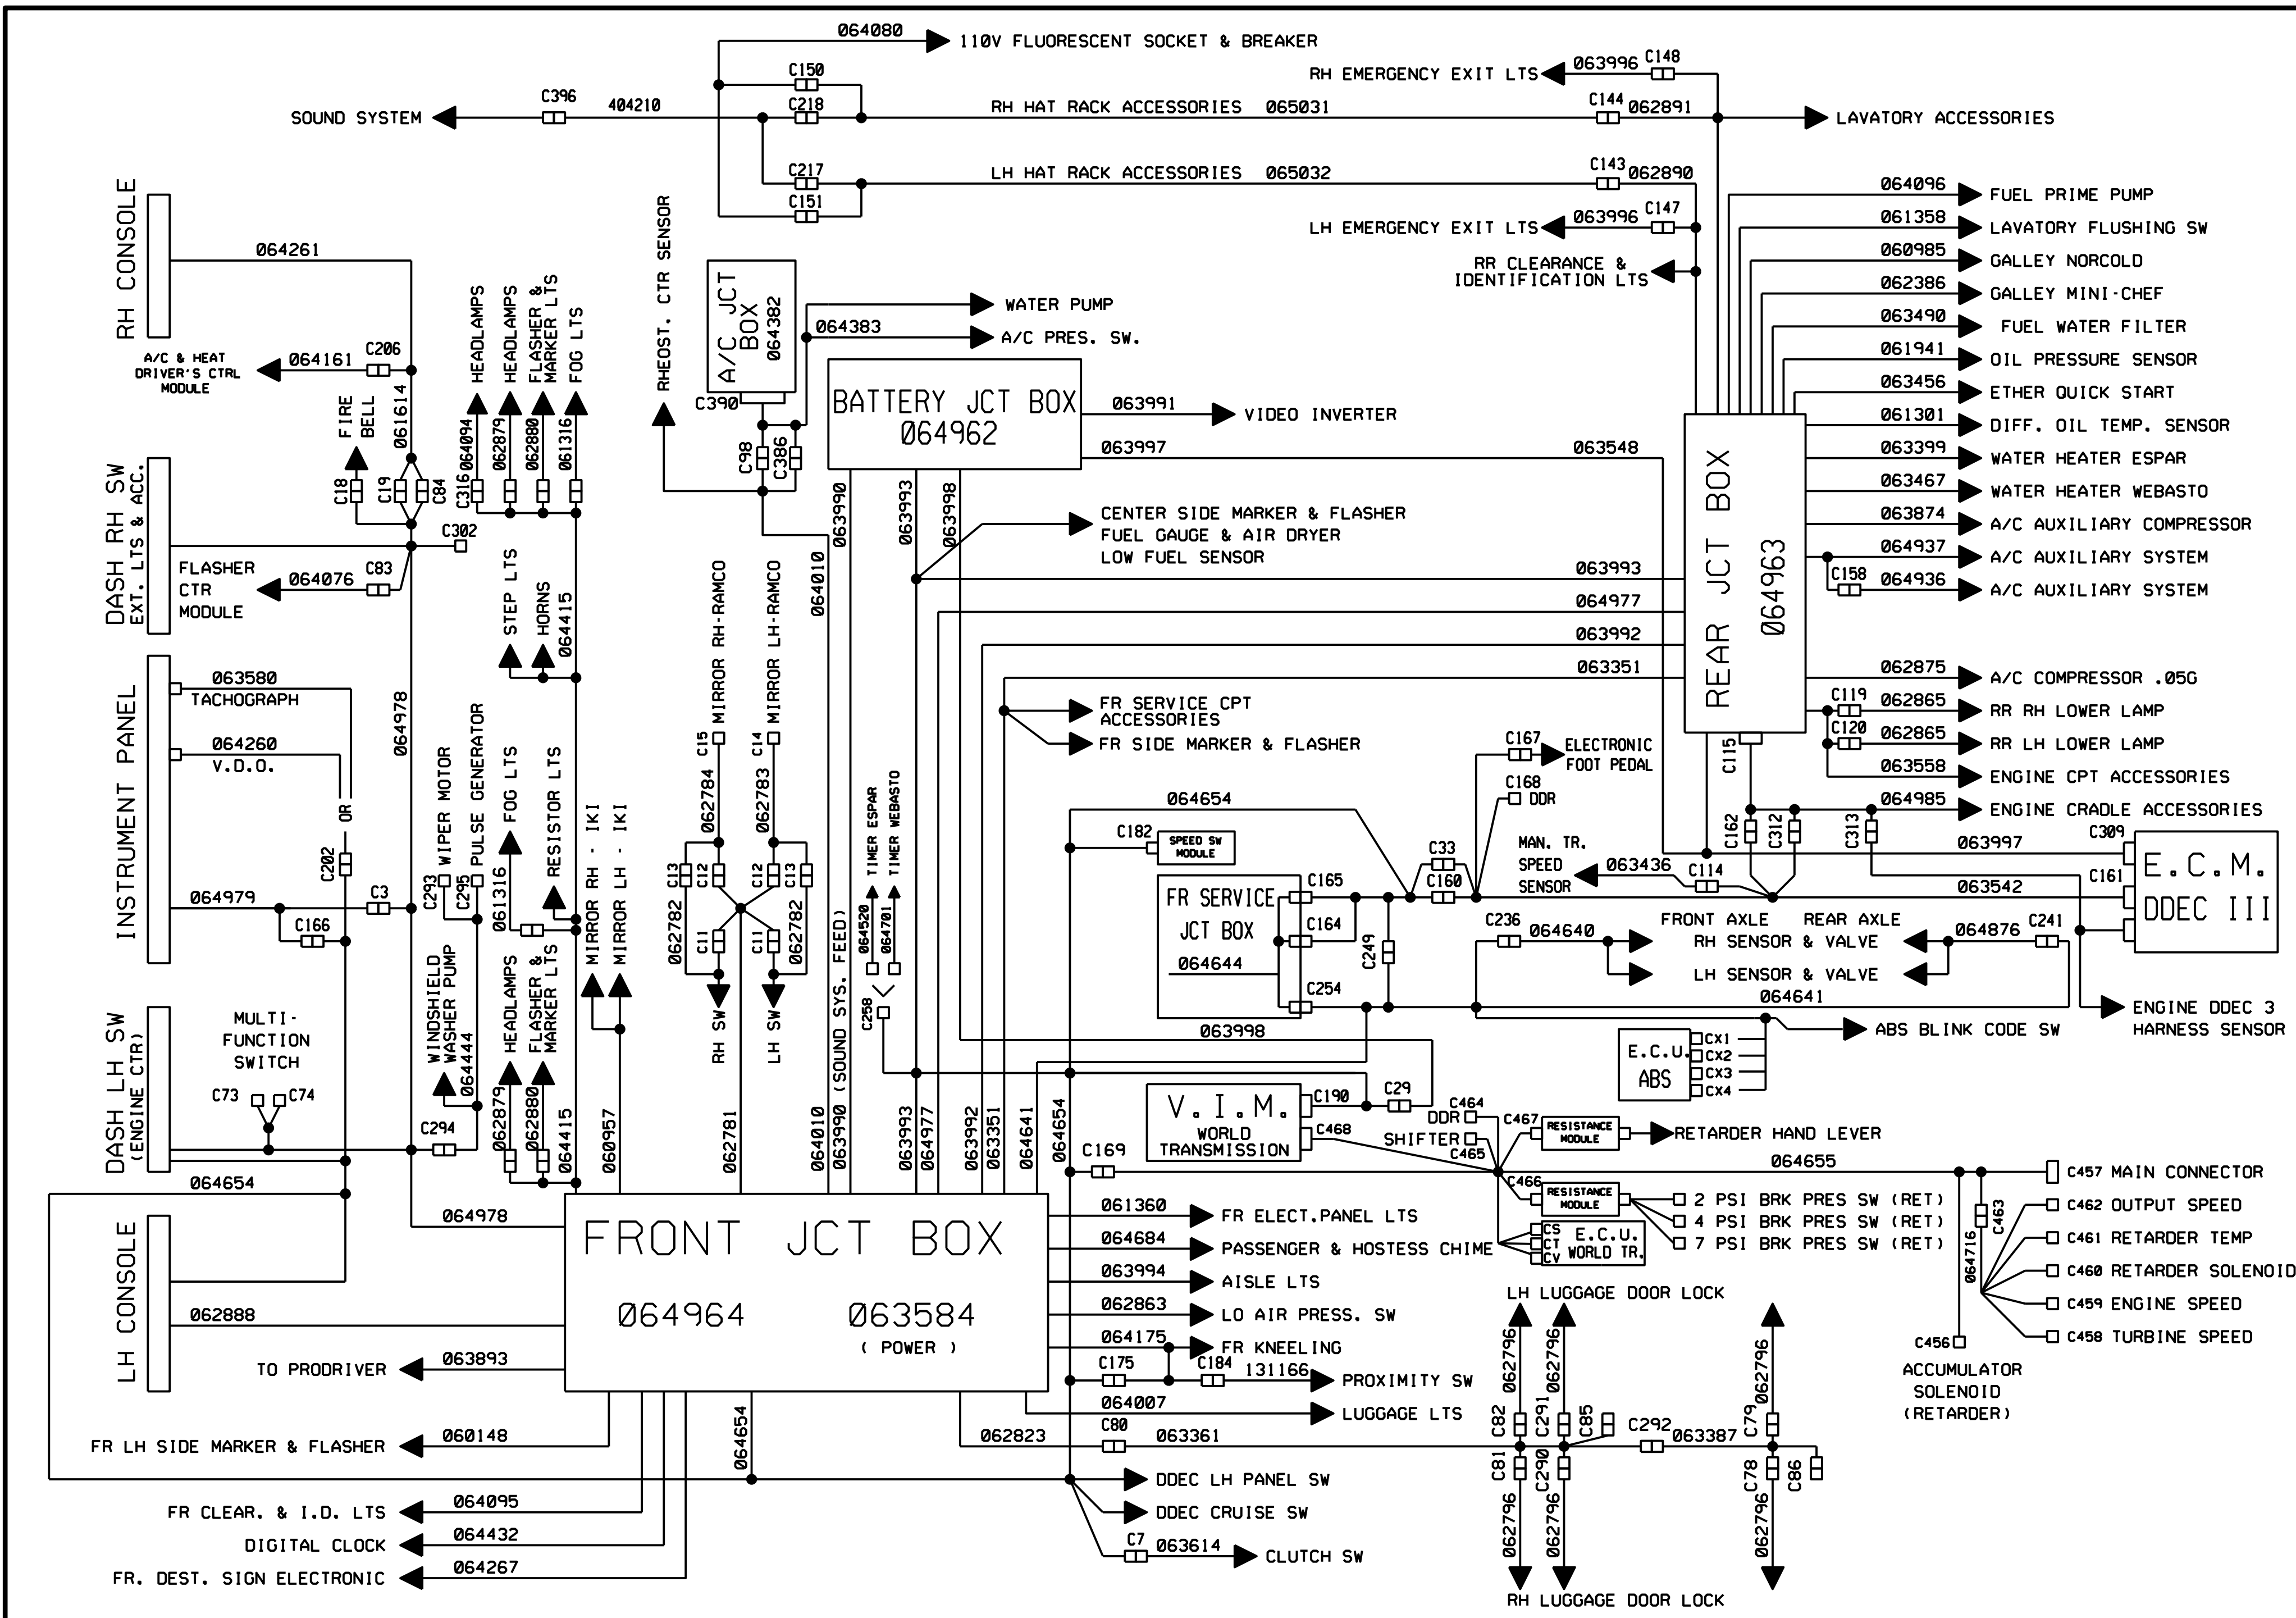 064080
110V FLUORESCENT SOCKET & BREAKER
C150
RH EMERGENCY EXIT LTS
063996 C148
SOUND SYSTEM
C396
404210
C218
RH HAT RACK ACCESSORIES 065031
C144 062891
LAVATORY ACCESSORIES
C217
LH HAT RACK ACCESSORIES 065032
C143 062890
C151
LH EMERGENCY EXIT LTS
063996 C147
RR CLEARANCE &
IDENTIFICATION LTS
064096 FUEL PRIME PUMP
061358 LAVATORY FLUSHING SW
060985 GALLEY NORCOLD
062386 GALLEY MINI-CHEF
063490 FUEL WATER FILTER
061941 OIL PRESSURE SENSOR
063456 ETHER QUICK START
061301 DIFF. OIL TEMP. SENSOR
063399 WATER HEATER ESPAR
063467 WATER HEATER WEBASTO
063874 A/C AUXILIARY COMPRESSOR
064937 A/C AUXILIARY SYSTEM
C158 064936 A/C AUXILIARY SYSTEM
062875 A/C COMPRESSOR .05G
C119 062865 RR RH LOWER LAMP
C120 062865 RR LH LOWER LAMP
063558 ENGINE CPT ACCESSORIES
064985 ENGINE CRADLE ACCESSORIES
REAR JCT BOX
064963
C115
C162
C312
C313
RH CONSOLE
064261
A/C & HEAT
DRIVER'S CTRL
MODULE
064161
C206
061614
FIRE
BELL
C18
C19
C84
C302
DASH RH SW
EXT. LTS & ACC.
FLASHER
CTR
MODULE
064076
C83
HEADLAMPS
HEADLAMPS
FLASHER &
MARKER LTS
FOG LTS
C316
064094
062879
062880
061316
STEP LTS
HORNS
064415
RHEOST. CTR SENSOR
A/C JCT
BOX
064382
C390
C98
C386
WATER PUMP
064383
A/C PRES. SW.
BATTERY JCT BOX
064962
063991
VIDEO INVERTER
063997
063548
063990
063993
063998
064010
CENTER SIDE MARKER & FLASHER
FUEL GAUGE & AIR DRYER
LOW FUEL SENSOR
063993
064977
063992
063351
FR SERVICE CPT
ACCESSORIES
FR SIDE MARKER & FLASHER
INSTRUMENT PANEL
063580
TACHOGRAPH
064260
V.D.O.
OR
C202
064978
064979
C3
C166
WIPER MOTOR
PULSE GENERATOR
C293
C295
WINDSHIELD
WASHER PUMP
064444
FOG LTS
061316
RESISTOR LTS
HEADLAMPS
FLASHER &
MARKER LTS
062879
062880
064415
MIRROR RH - IKI
MIRROR LH - IKI
060957
MIRROR RH-RAMCO
MIRROR LH-RAMCO
C15
C14
062784
062783
C13
C12
C12
C13
062782
062782
C11
C11
RH SW
LH SW
062781
TIMER ESPAR
TIMER WEBASTO
064520
064701
C258
064010
063990 (SOUND SYS. FEED)
063993
064977
063992
063351
064641
064654
064654
C182
SPEED SW
MODULE
FR SERVICE
JCT BOX
064644
C165
C164
C254
C249
C33
C160
C167
ELECTRONIC
FOOT PEDAL
C168
DDR
MAN. TR.
SPEED
SENSOR
063436
C114
063997
C309
C161
E.C.M.
DDEC III
063542
C236
064640
FRONT AXLE REAR AXLE
RH SENSOR & VALVE
LH SENSOR & VALVE
064876
C241
064641
063998
ABS BLINK CODE SW
ENGINE DDEC 3
HARNESS SENSOR
E.C.U.
ABS
CX1
CX2
CX3
CX4
DASH LH SW
(ENGINE CTR)
MULTI-
FUNCTION
SWITCH
C73
C74
C294
064654
V.I.M.
WORLD
TRANSMISSION
C190
C29
C468
C464
DDR
SHIFTER
C465
C467
RESISTANCE
MODULE
RETARDER HAND LEVER
C169
064655
C466
RESISTANCE
MODULE
2 PSI BRK PRES SW (RET)
4 PSI BRK PRES SW (RET)
7 PSI BRK PRES SW (RET)
CS
CT
CV
E.C.U.
WORLD TR.
C457 MAIN CONNECTOR
C462 OUTPUT SPEED
C461 RETARDER TEMP
C460 RETARDER SOLENOID
C459 ENGINE SPEED
C458 TURBINE SPEED
C463
064716
C456
ACCUMULATOR
SOLENOID
(RETARDER)
LH CONSOLE
064978
062888
TO PRODRIVER
063893
FRONT JCT BOX
064964
063584
( POWER )
061360 FR ELECT.PANEL LTS
064684 PASSENGER & HOSTESS CHIME
063994 AISLE LTS
062863 LO AIR PRESS. SW
064175 FR KNEELING
C175
C184
131166
PROXIMITY SW
064007
LUGGAGE LTS
062823
C80
063361
LH LUGGAGE DOOR LOCK
062796
062796
062796
C82
C291
C85
C292
063387
C79
C81
C290
C78
C86
062796
062796
062796
RH LUGGAGE DOOR LOCK
FR LH SIDE MARKER & FLASHER
060148
064654
DDEC LH PANEL SW
DDEC CRUISE SW
C7
063614
CLUTCH SW
FR CLEAR. & I.D. LTS
064095
DIGITAL CLOCK
064432
FR. DEST. SIGN ELECTRONIC
064267